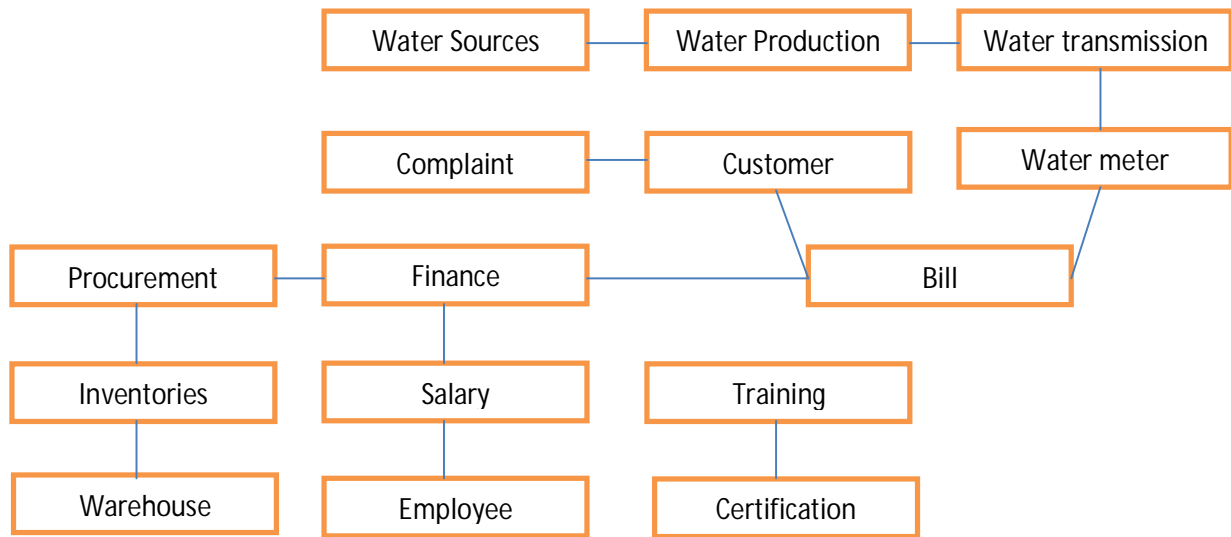 Water Sources
Water Production
Water transmission
Complaint
Customer
Water meter
Procurement
Finance
Bill
Inventories
Salary
Training
Warehouse
Employee
Certification